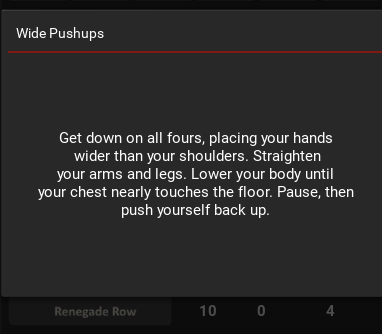 Wide Pushups
Get down on all fours, placing your hands
wider than your shoulders. Straighten
your arms and legs. Lower your body until
your chest nearly touches the floor. Pause, then
push yourself back up.
Renegade Row 10 0 4